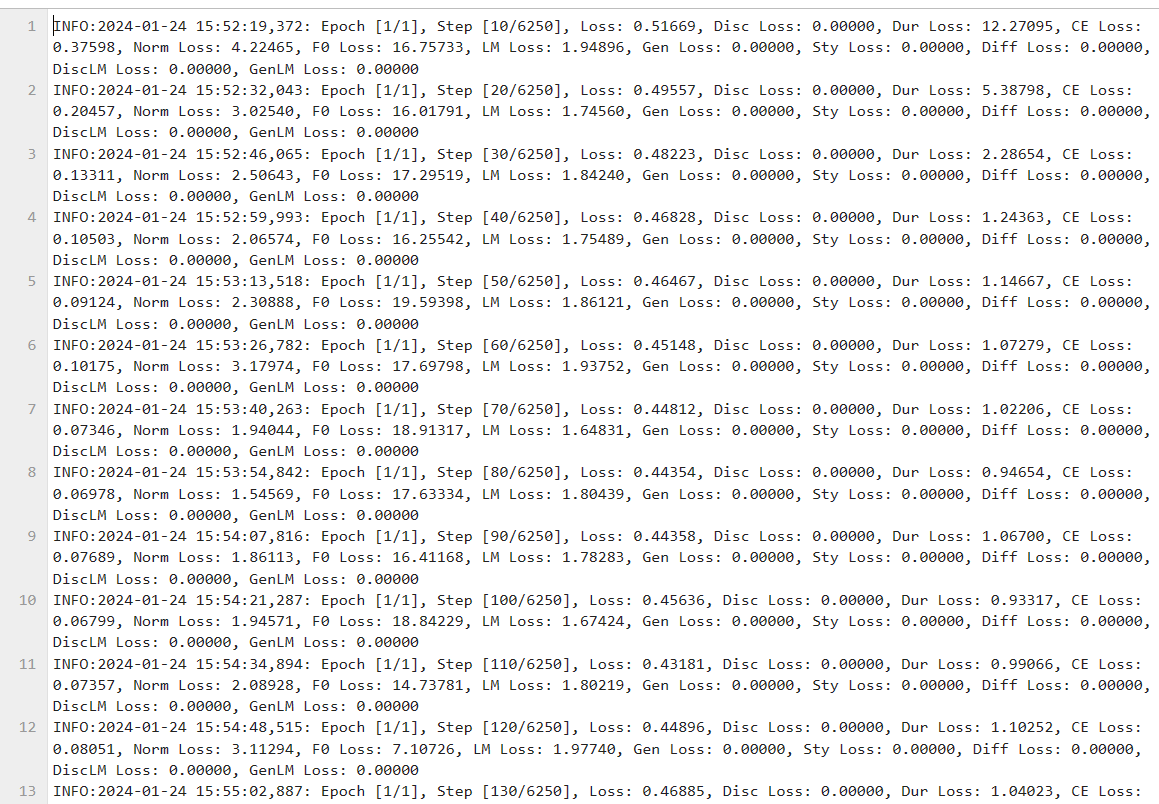 1 INFO:2024-01-24 15:52:19,372: Epoch [1/1], Step [10/6250], Loss: 0.51669, Disc Loss: 0.00000, Dur Loss: 12.27095, CE Loss:
0.37598, Norm Loss: 4.22465, F0 Loss: 16.75733, LM Loss: 1.94896, Gen Loss: 0.00000, Sty Loss: 0.00000, Diff Loss: 0.00000,
DiscLM Loss: 0.00000, GenLM Loss: 0.00000
2 INFO:2024-01-24 15:52:32,043: Epoch [1/1], Step [20/6250], Loss: 0.49557, Disc Loss: 0.00000, Dur Loss: 5.38798, CE Loss:
0.20457, Norm Loss: 3.02540, F0 Loss: 16.01791, LM Loss: 1.74560, Gen Loss: 0.00000, Sty Loss: 0.00000, Diff Loss: 0.00000,
DiscLM Loss: 0.00000, GenLM Loss: 0.00000
3 INFO:2024-01-24 15:52:46,065: Epoch [1/1], Step [30/6250], Loss: 0.48223, Disc Loss: 0.00000, Dur Loss: 2.28654, CE Loss:
0.13311, Norm Loss: 2.50643, F0 Loss: 17.29519, LM Loss: 1.84240, Gen Loss: 0.00000, Sty Loss: 0.00000, Diff Loss: 0.00000,
DiscLM Loss: 0.00000, GenLM Loss: 0.00000
4 INFO:2024-01-24 15:52:59,993: Epoch [1/1], Step [40/6250], Loss: 0.46828, Disc Loss: 0.00000, Dur Loss: 1.24363, CE Loss:
0.10503, Norm Loss: 2.06574, F0 Loss: 16.25542, LM Loss: 1.75489, Gen Loss: 0.00000, Sty Loss: 0.00000, Diff Loss: 0.00000,
DiscLM Loss: 0.00000, GenLM Loss: 0.00000
5 INFO:2024-01-24 15:53:13,518: Epoch [1/1], Step [50/6250], Loss: 0.46467, Disc Loss: 0.00000, Dur Loss: 1.14667, CE Loss:
0.09124, Norm Loss: 2.30888, F0 Loss: 19.59398, LM Loss: 1.86121, Gen Loss: 0.00000, Sty Loss: 0.00000, Diff Loss: 0.00000,
DiscLM Loss: 0.00000, GenLM Loss: 0.00000
6 INFO:2024-01-24 15:53:26,782: Epoch [1/1], Step [60/6250], Loss: 0.45148, Disc Loss: 0.00000, Dur Loss: 1.07279, CE Loss:
0.10175, Norm Loss: 3.17974, F0 Loss: 17.69798, LM Loss: 1.93752, Gen Loss: 0.00000, Sty Loss: 0.00000, Diff Loss: 0.00000,
DiscLM Loss: 0.00000, GenLM Loss: 0.00000
7 INFO:2024-01-24 15:53:40,263: Epoch [1/1], Step [70/6250], Loss: 0.44812, Disc Loss: 0.00000, Dur Loss: 1.02206, CE Loss:
0.07346, Norm Loss: 1.94044, F0 Loss: 18.91317, LM Loss: 1.64831, Gen Loss: 0.00000, Sty Loss: 0.00000, Diff Loss: 0.00000,
DiscLM Loss: 0.00000, GenLM Loss: 0.00000
8 INFO:2024-01-24 15:53:54,842: Epoch [1/1], Step [80/6250], Loss: 0.44354, Disc Loss: 0.00000, Dur Loss: 0.94654, CE Loss:
0.06978, Norm Loss: 1.54569, F0 Loss: 17.63334, LM Loss: 1.80439, Gen Loss: 0.00000, Sty Loss: 0.00000, Diff Loss: 0.00000,
DiscLM Loss: 0.00000, GenLM Loss: 0.00000
9 INFO:2024-01-24 15:54:07,816: Epoch [1/1], Step [90/6250], Loss: 0.44358, Disc Loss: 0.00000, Dur Loss: 1.06700, CE Loss:
0.07689, Norm Loss: 1.86113, F0 Loss: 16.41168, LM Loss: 1.78283, Gen Loss: 0.00000, Sty Loss: 0.00000, Diff Loss: 0.00000,
DiscLM Loss: 0.00000, GenLM Loss: 0.00000
10 INFO:2024-01-24 15:54:21,287: Epoch [1/1], Step [100/6250], Loss: 0.45636, Disc Loss: 0.00000, Dur Loss: 0.93317, CE Loss:
0.06799, Norm Loss: 1.94571, F0 Loss: 18.84229, LM Loss: 1.67424, Gen Loss: 0.00000, Sty Loss: 0.00000, Diff Loss: 0.00000,
DiscLM Loss: 0.00000, GenLM Loss: 0.00000
11 INFO:2024-01-24 15:54:34,894: Epoch [1/1], Step [110/6250], Loss: 0.43181, Disc Loss: 0.00000, Dur Loss: 0.99066, CE Loss:
0.07357, Norm Loss: 2.08928, F0 Loss: 14.73781, LM Loss: 1.80219, Gen Loss: 0.00000, Sty Loss: 0.00000, Diff Loss: 0.00000,
DiscLM Loss: 0.00000, GenLM Loss: 0.00000
12 INFO:2024-01-24 15:54:48,515: Epoch [1/1], Step [120/6250], Loss: 0.44896, Disc Loss: 0.00000, Dur Loss: 1.10252, CE Loss:
0.08051, Norm Loss: 3.11294, F0 Loss: 7.10726, LM Loss: 1.97740, Gen Loss: 0.00000, Sty Loss: 0.00000, Diff Loss: 0.00000,
DiscLM Loss: 0.00000, GenLM Loss: 0.00000
13 INFO:2024-01-24 15:55:02,887: Epoch [1/1], Step [130/6250], Loss: 0.46885, Disc Loss: 0.00000, Dur Loss: 1.04023, CE Loss: